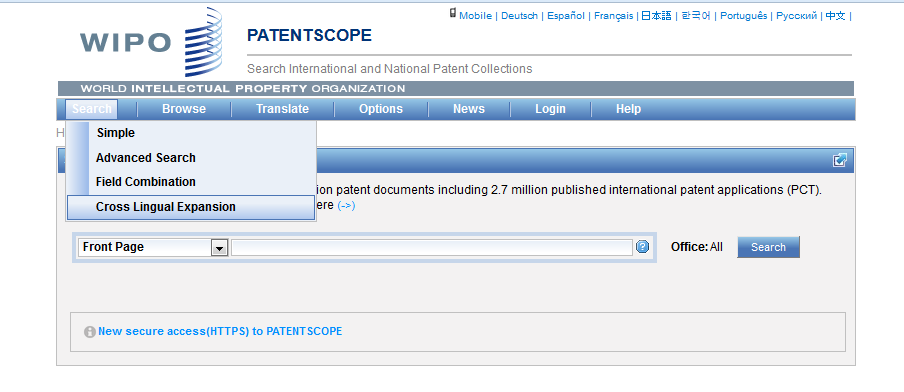 Mobile | Deutsch | Español | Français | 日本語 | 한국어 | Português | Русский | 中文 |
WIPO
PATENTSCOPE
Search International and National Patent Collections
WORLD INTELLECTUAL PROPERTY ORGANIZATION
Search Browse Translate Options News Login Help
H
Simple
Advanced Search
Field Combination
ion patent documents including 2.7 million published international patent applications (PCT).
Cross Lingual Expansion
ere (->)
Front Page
Office: All
Search
New secure access(HTTPS) to PATENTSCOPE